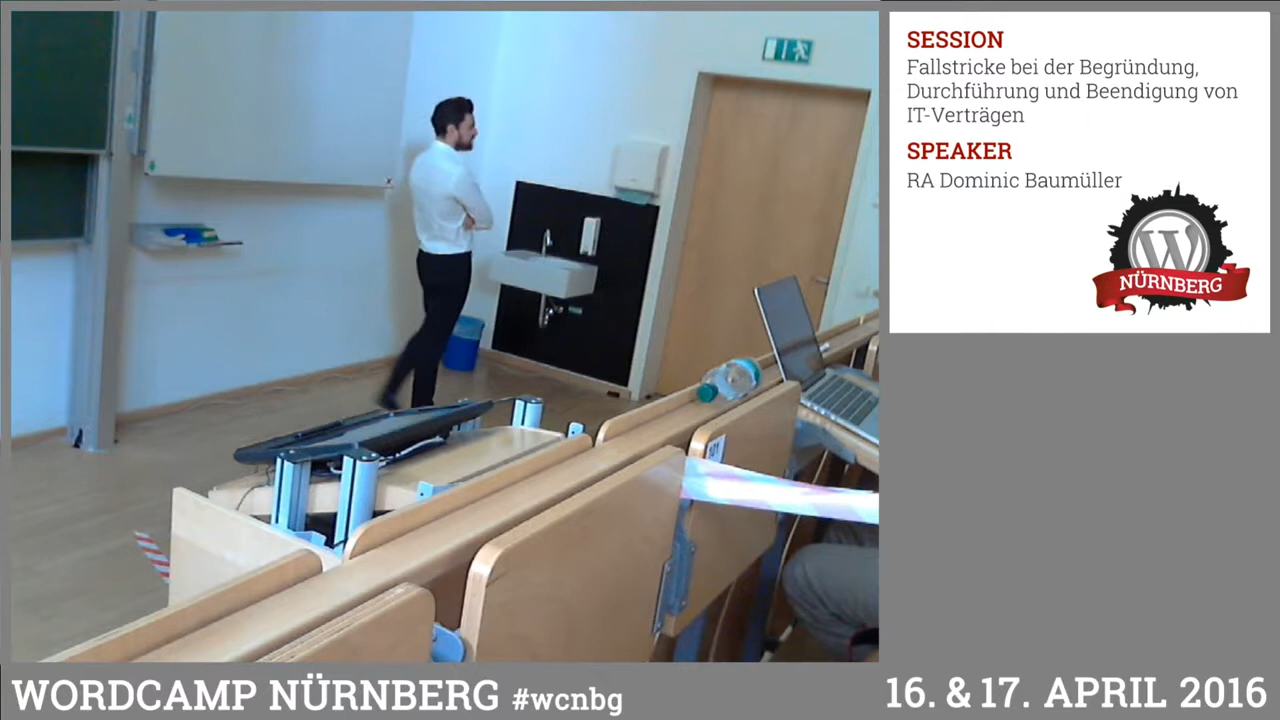 SESSION
Fallstricke bei der Begründung,
Durchführung und Beendigung von
IT-Verträgen
SPEAKER
RA Dominic Baumüller
W
NÜRNBERG
WORDCAMP NÜRNBERG #wcnbg
16. & 17. APRIL 2016